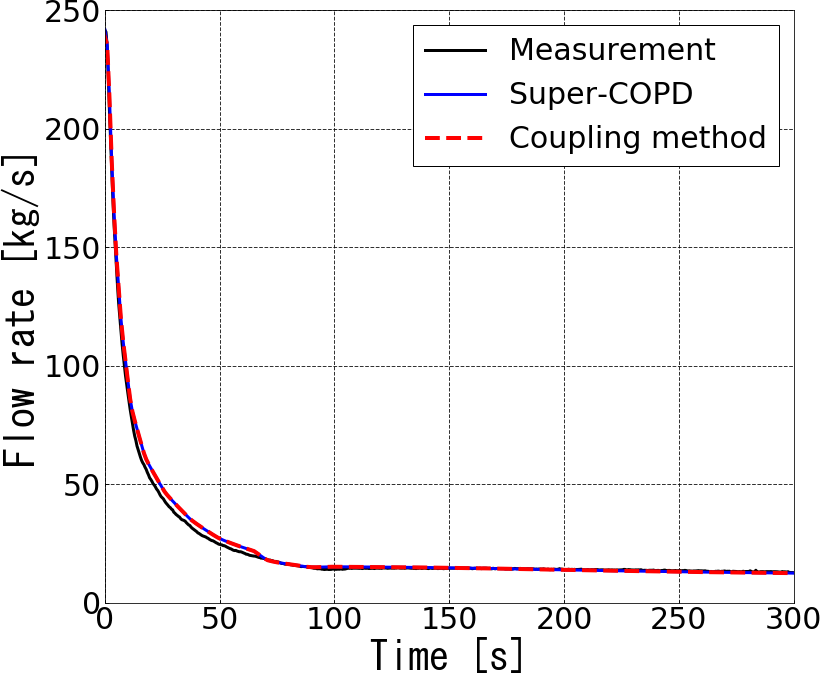 250
200
150
100
50
0
Flow rate [kg/s]
Measurement
Super-COPD
Coupling method
0 50 100 150 200 250 300
Time [s]